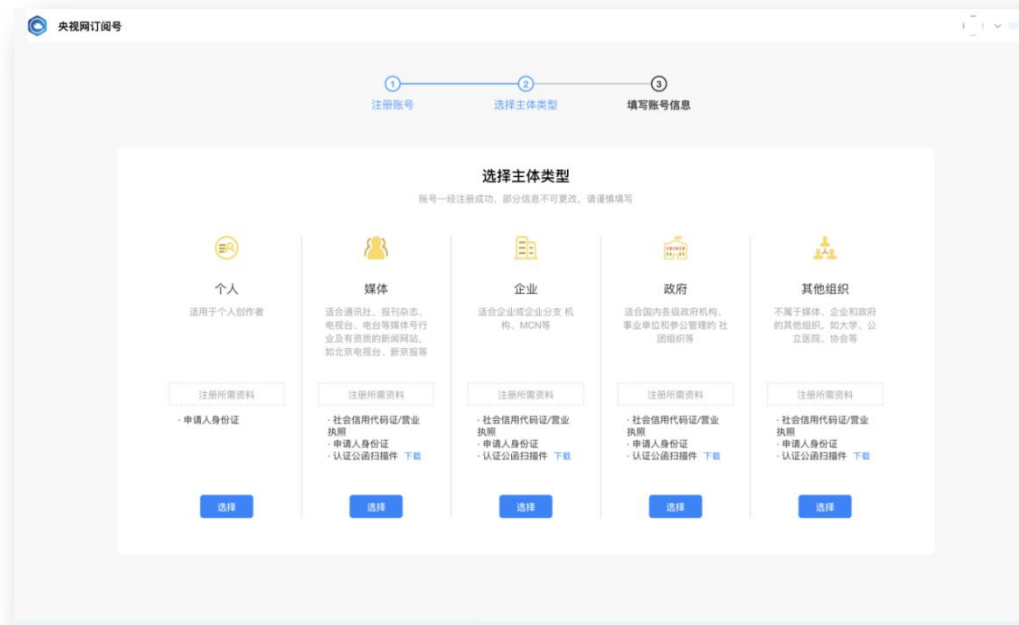 央视网订阅号
1
2
3
注册账号
选择主体类型
填写账号信息
选择主体类型
账号一经注册成功，部分信息不可更改，请谨慎填写
个人
适用于个人创作者
注册所需资料
· 申请人身份证
选择
媒体
适合通讯社、报刊杂志、
电视台、电台等媒体号行
业及有资质的新闻网站。
如北京电视台、新京报等
注册所需资料
· 社会信用代码证/营业
执照
· 申请人身份证
· 认证公函扫描件 下载
选择
企业
适合企业或企业分支 机
构、MCN等
注册所需资料
· 社会信用代码证/营业
执照
· 申请人身份证
· 认证公函扫描件 下载
选择
政府
适合国内各级政府机构、
事业单位和参公管理的 社
团组织等
注册所需资料
· 社会信用代码证/营业
执照
· 申请人身份证
· 认证公函扫描件 下载
选择
其他组织
不属于媒体、企业和政府
的其他组织。如大学、公
立医院、协会等
注册所需资料
· 社会信用代码证/营业
执照
· 申请人身份证
· 认证公函扫描件 下载
选择